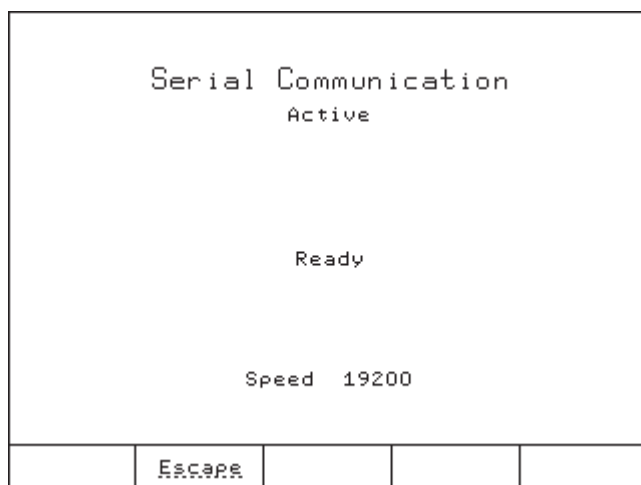 Serial Communication
Active
Ready
Speed 19200
Escape